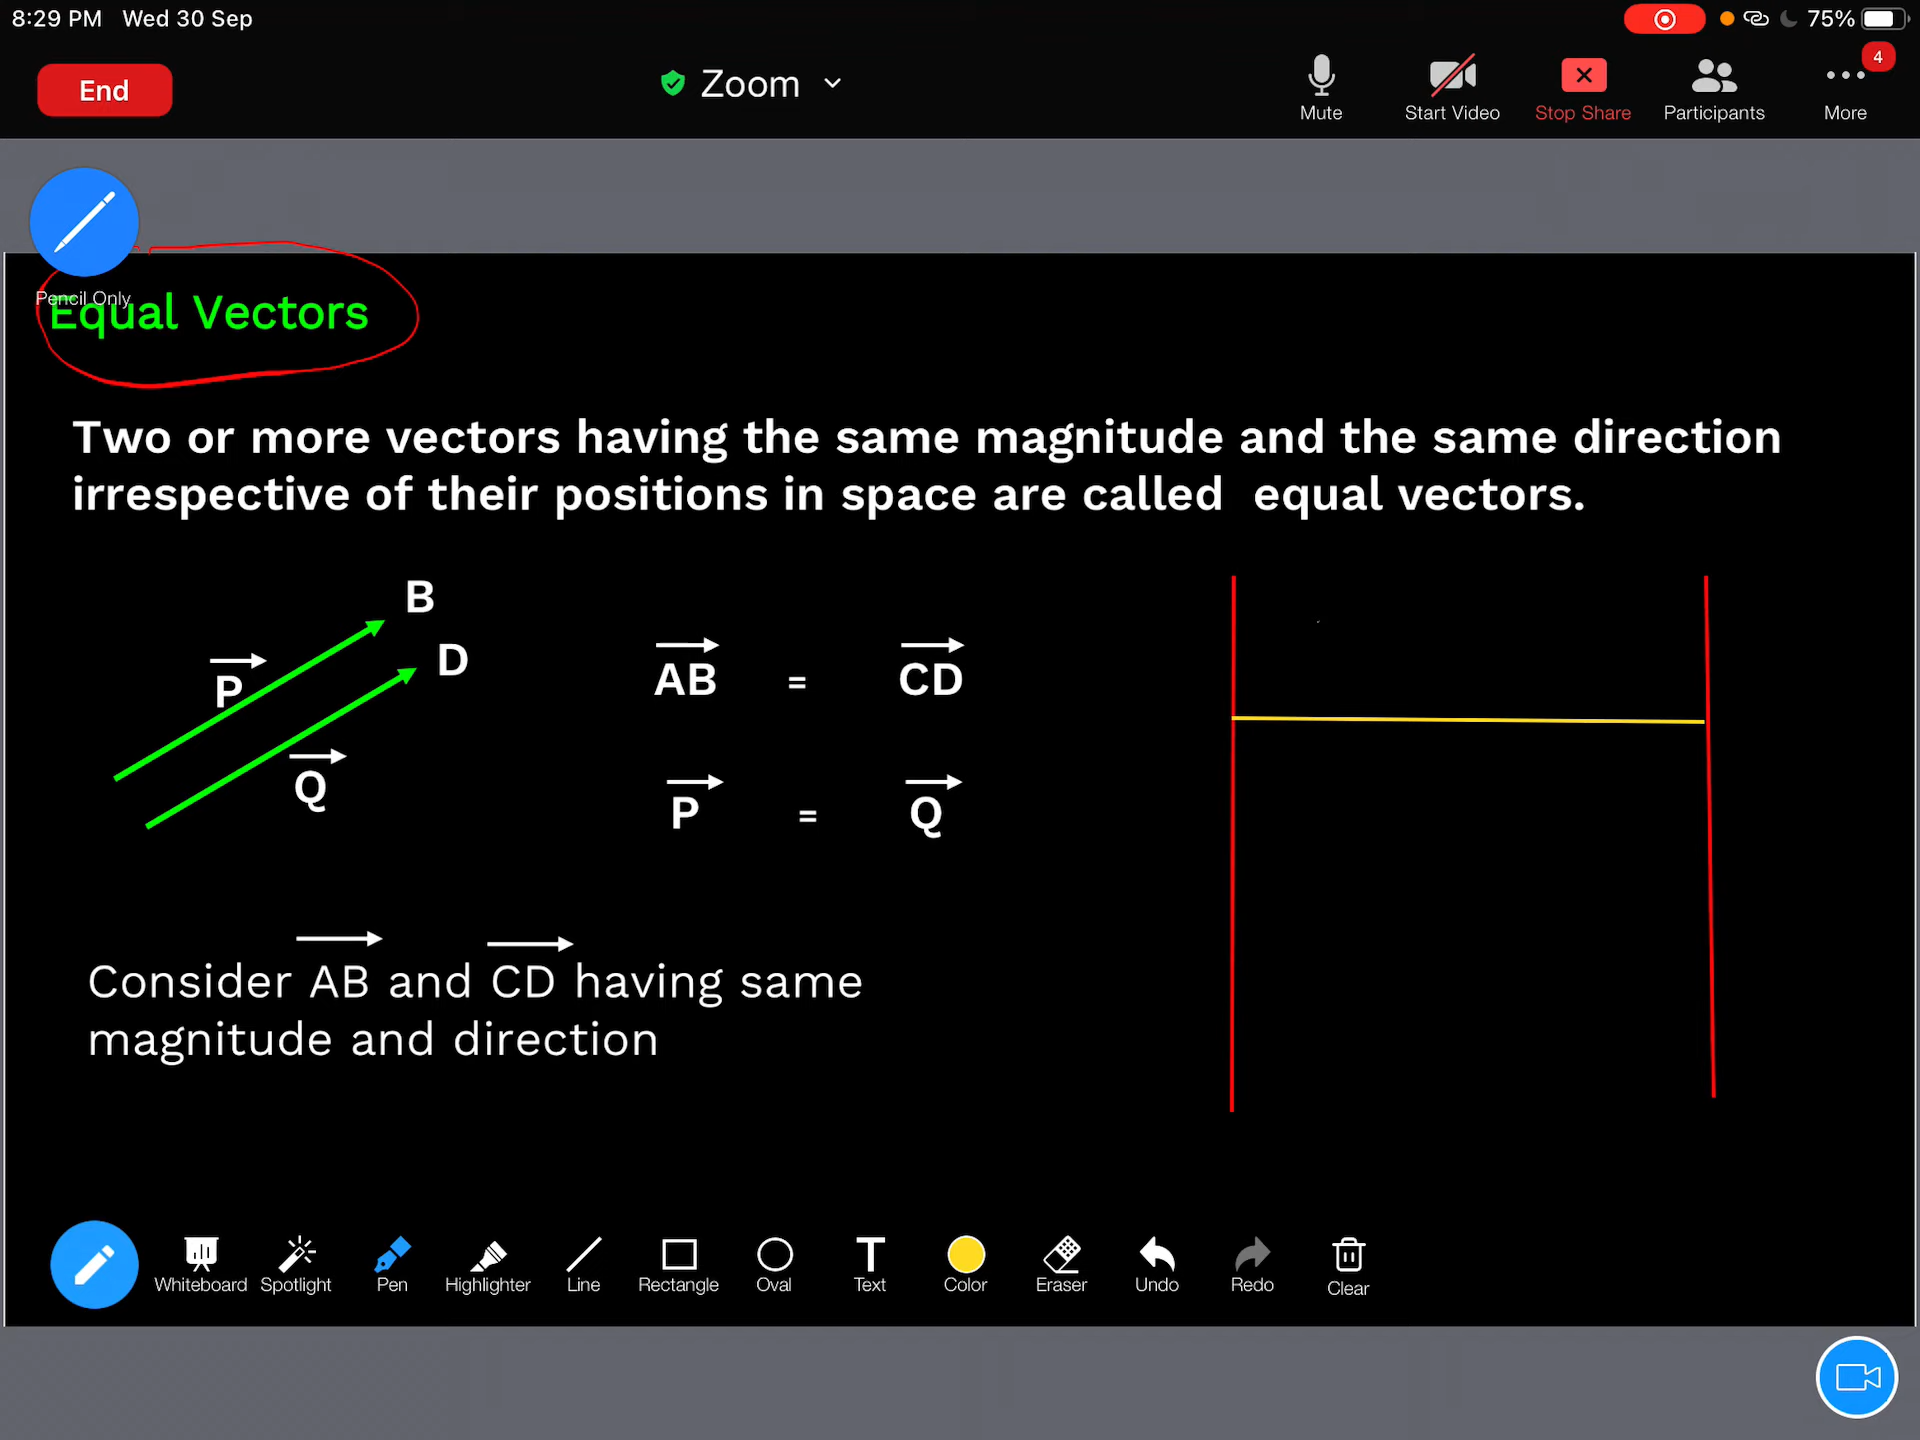 8:29 PM Wed 30 Sep
75%
End
Zoom
Mute
Start Video
Stop Share
Participants
More
4
Pencil Only
Equal Vectors
Two or more vectors having the same magnitude and the same direction
irrespective of their positions in space are called equal vectors.
B
D
P
Q
AB = CD
P = Q
Consider AB and CD having same
magnitude and direction
Whiteboard
Spotlight
Pen
Highlighter
Line
Rectangle
Oval
T
Text
Color
Eraser
Undo
Redo
Clear